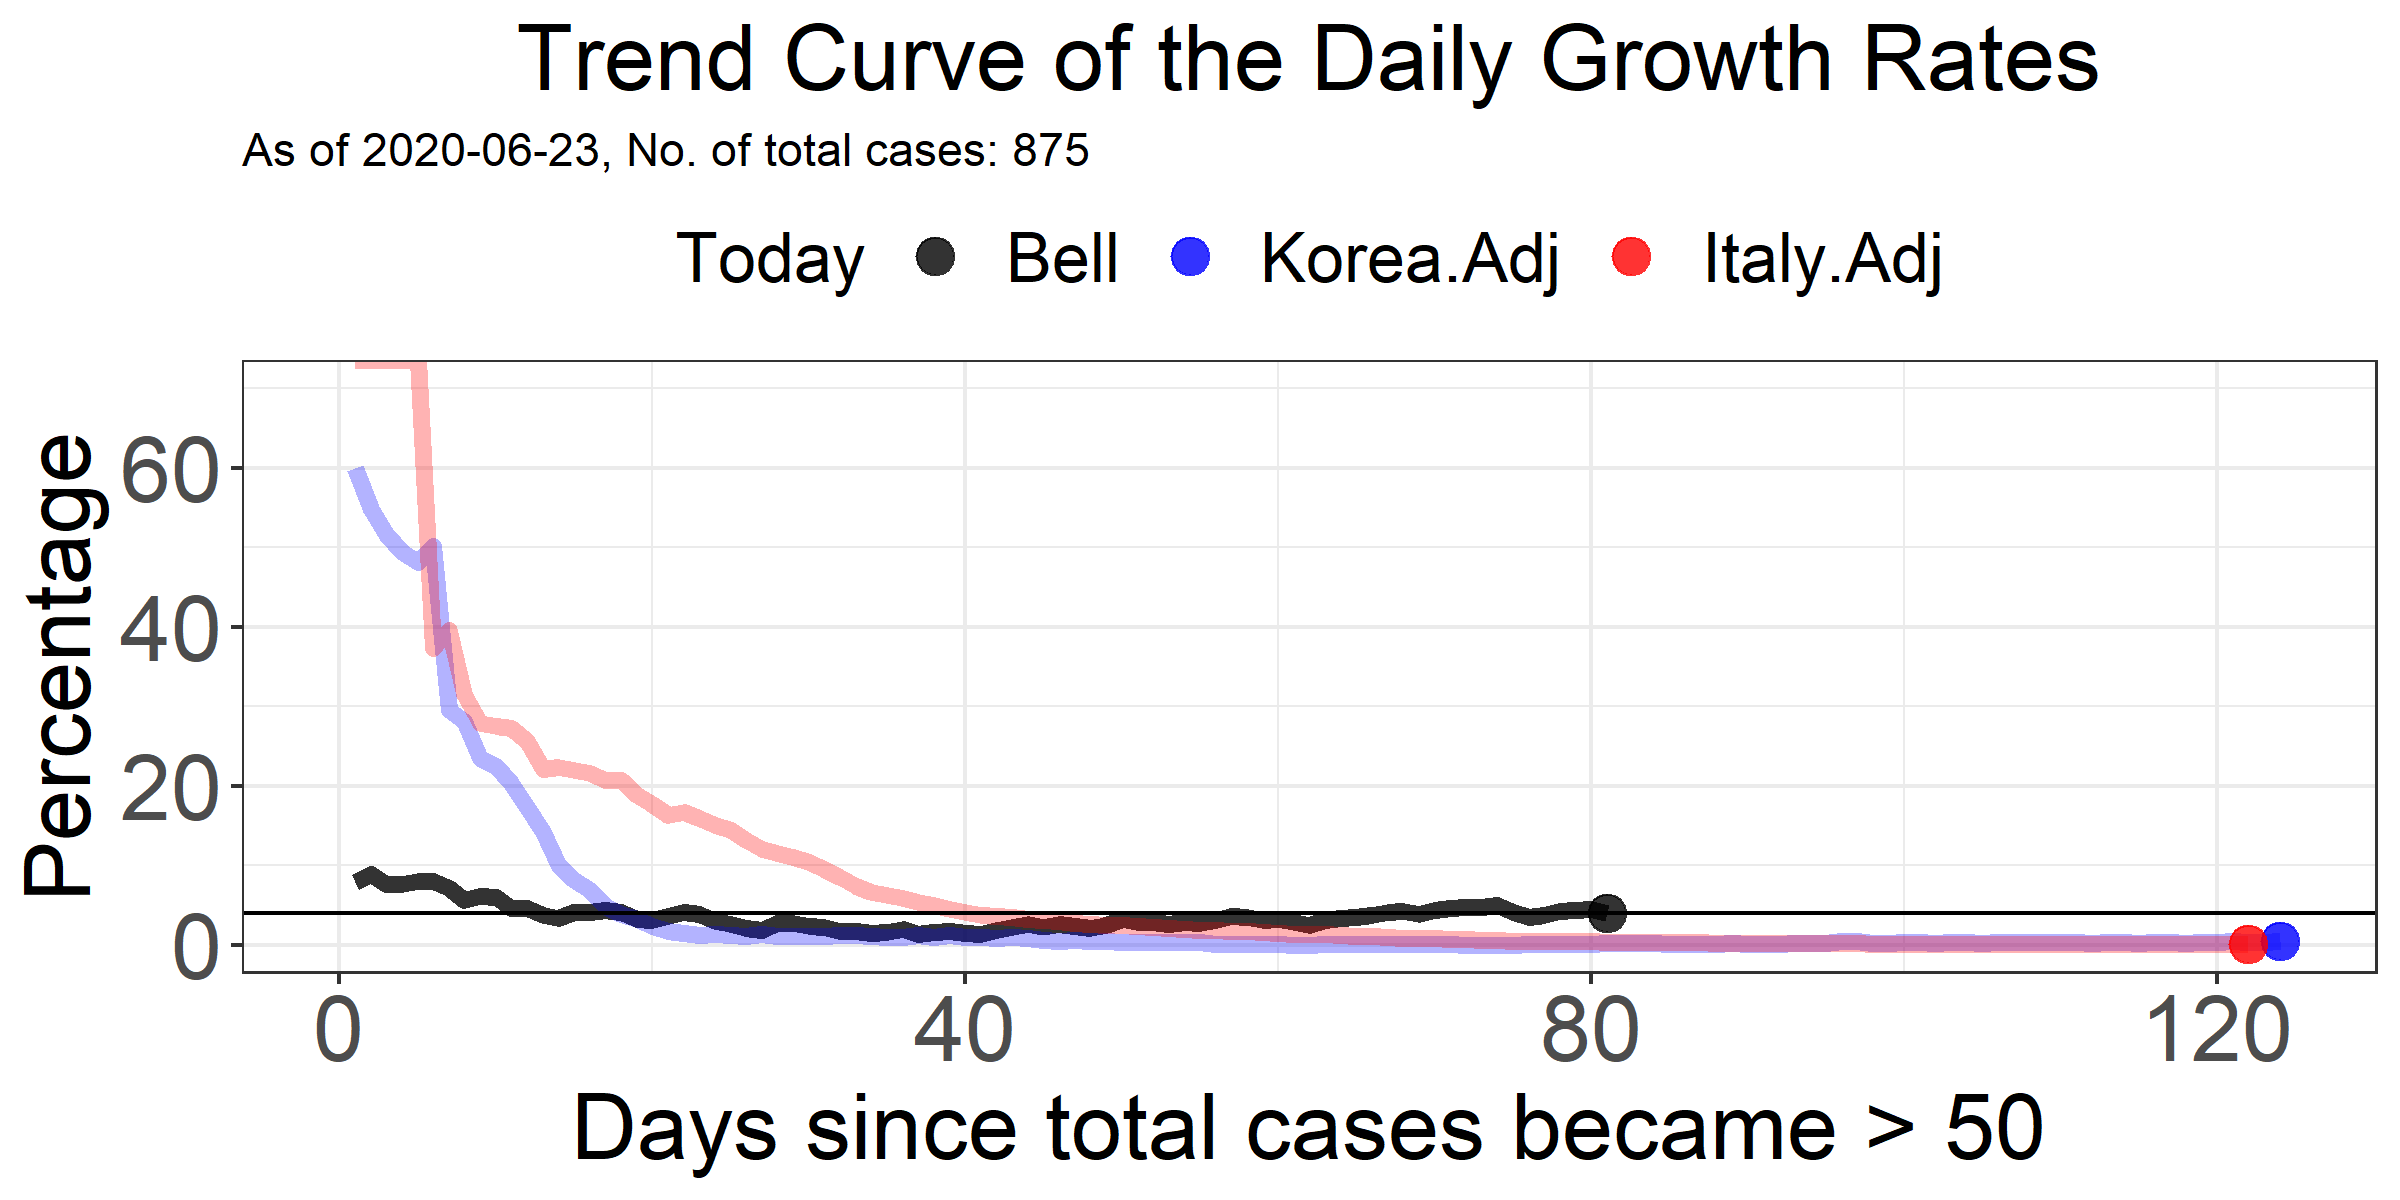 Trend Curve of the Daily Growth Rates
As of 2020-06-23, No. of total cases: 875
Today Bell Korea.Adj Italy.Adj
Percentage
60
40
20
0
0 40 80 120
Days since total cases became > 50